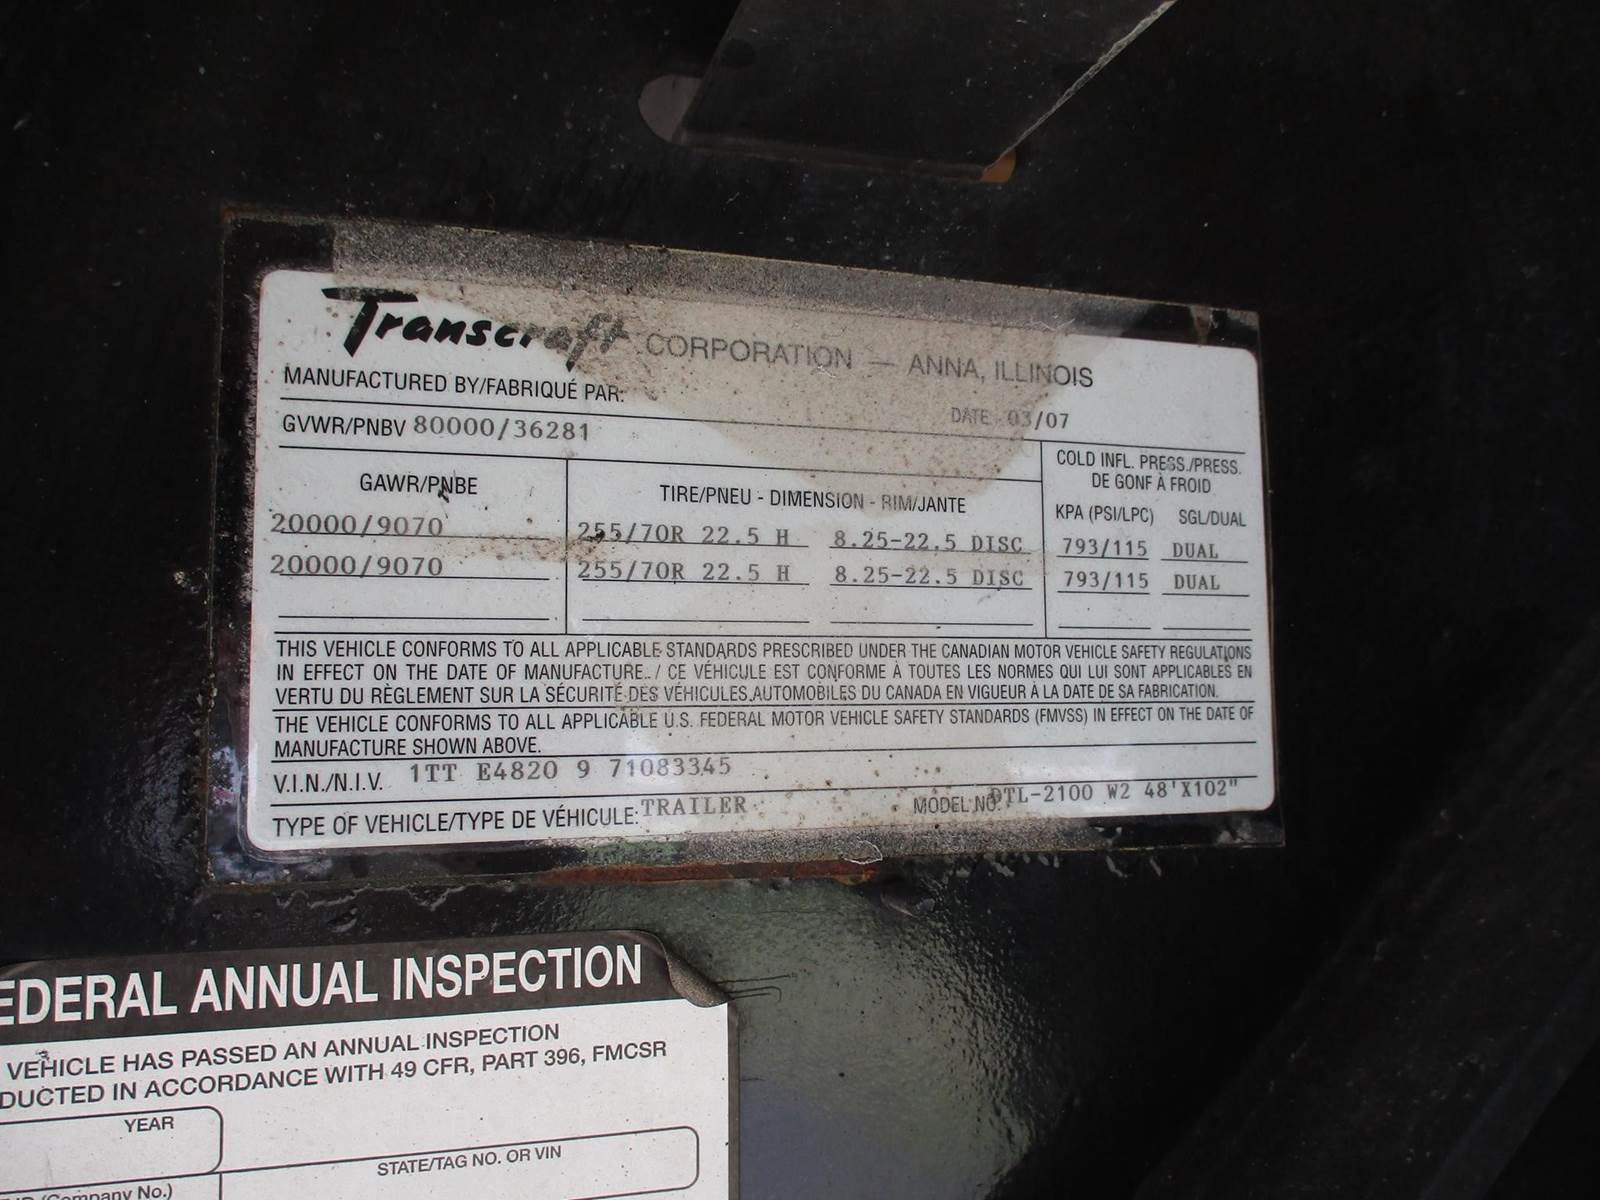 Transcraft CORPORATION — ANNA, ILLINOIS
MANUFACTURED BY/FABRIQUÉ PAR:
DATE 03/07
GVWR/PNBV 80000/36281
GAWR/PNBE TIRE/PNEU - DIMENSION - RIM/JANTE COLD INFL. PRESS./PRESS.
DE GONF À FROID
KPA (PSI/LPC) SGL/DUAL
20000/9070 255/70R 22.5 H 8.25-22.5 DISC 793/115 DUAL
20000/9070 255/70R 22.5 H 8.25-22.5 DISC 793/115 DUAL
THIS VEHICLE CONFORMS TO ALL APPLICABLE STANDARDS PRESCRIBED UNDER THE CANADIAN MOTOR VEHICLE SAFETY REGULATIONS
IN EFFECT ON THE DATE OF MANUFACTURE. / CE VÉHICULE EST CONFORME À TOUTES LES NORMES QUI LUI SONT APPLICABLES EN
VERTU DU RÈGLEMENT SUR LA SÉCURITÉ DES VÉHICULES AUTOMOBILES DU CANADA EN VIGUEUR À LA DATE DE SA FABRICATION.
THE VEHICLE CONFORMS TO ALL APPLICABLE U.S. FEDERAL MOTOR VEHICLE SAFETY STANDARDS (FMVSS) IN EFFECT ON THE DATE OF
MANUFACTURE SHOWN ABOVE.
V.I.N./N.I.V. 1TT E4820 9 71083345
TYPE OF VEHICLE/TYPE DE VÉHICULE: TRAILER MODEL NO. DTL-2100 W2 48'X102"
EDERAL ANNUAL INSPECTION
VEHICLE HAS PASSED AN ANNUAL INSPECTION
DUCTED IN ACCORDANCE WITH 49 CFR, PART 396, FMCSR
YEAR
STATE/TAG NO. OR VIN
(Company No.)